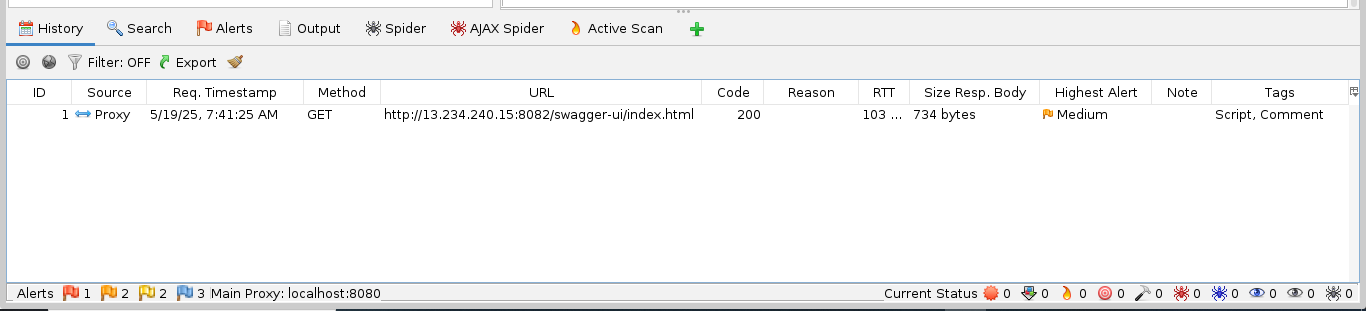 History Search Alerts Output Spider AJAX Spider Active Scan
Filter: OFF Export
ID Source Req. Timestamp Method URL Code Reason RTT Size Resp. Body Highest Alert Note Tags
1 Proxy 5/19/25, 7:41:25 AM GET http://13.234.240.15:8082/swagger-ui/index.html 200 103 ... 734 bytes Medium Script, Comment
Alerts 1 2 2 3 Main Proxy: localhost:8080 Current Status 0 0 0 0 0 0 0 0 0 0